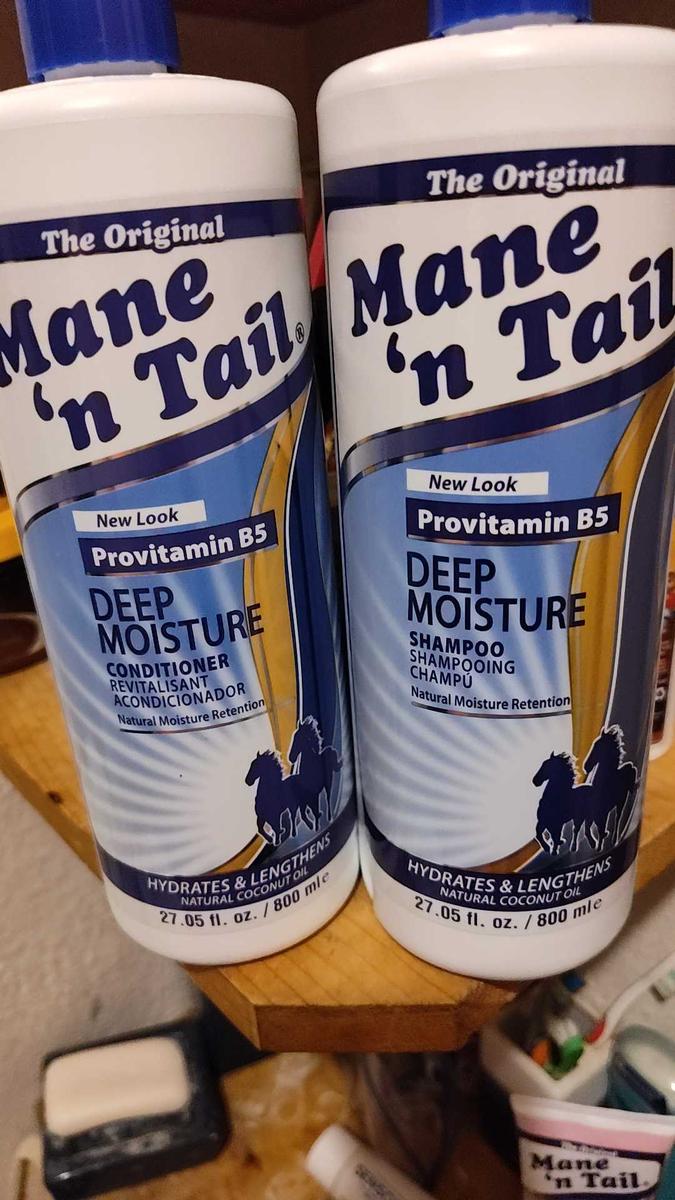 The Original
Mane
'n Tail®
New Look
Provitamin B5
DEEP
MOISTURE
CONDITIONER
REVITALISANT
ACONDICIONADOR
Natural Moisture Retention
HYDRATES & LENGTHENS
NATURAL COCONUT OIL
27.05 fl. oz. / 800 ml e
The Original
Mane
'n Tail
New Look
Provitamin B5
DEEP
MOISTURE
SHAMPOO
SHAMPOOING
CHAMPÚ
Natural Moisture Retention
HYDRATES & LENGTHENS
NATURAL COCONUT OIL
27.05 fl. oz. / 800 ml e
The Original
Mane
'n Tail